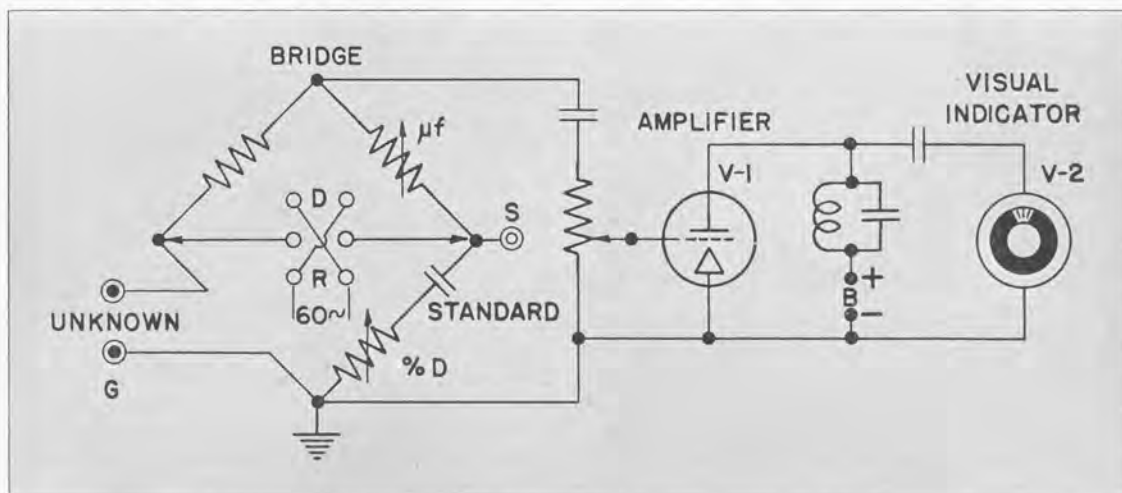 BRIDGE
VISUAL
INDICATOR
µf
AMPLIFIER
V-1
V-2
D
S
R
+
60~
STANDARD
B
UNKNOWN
−
% D
G